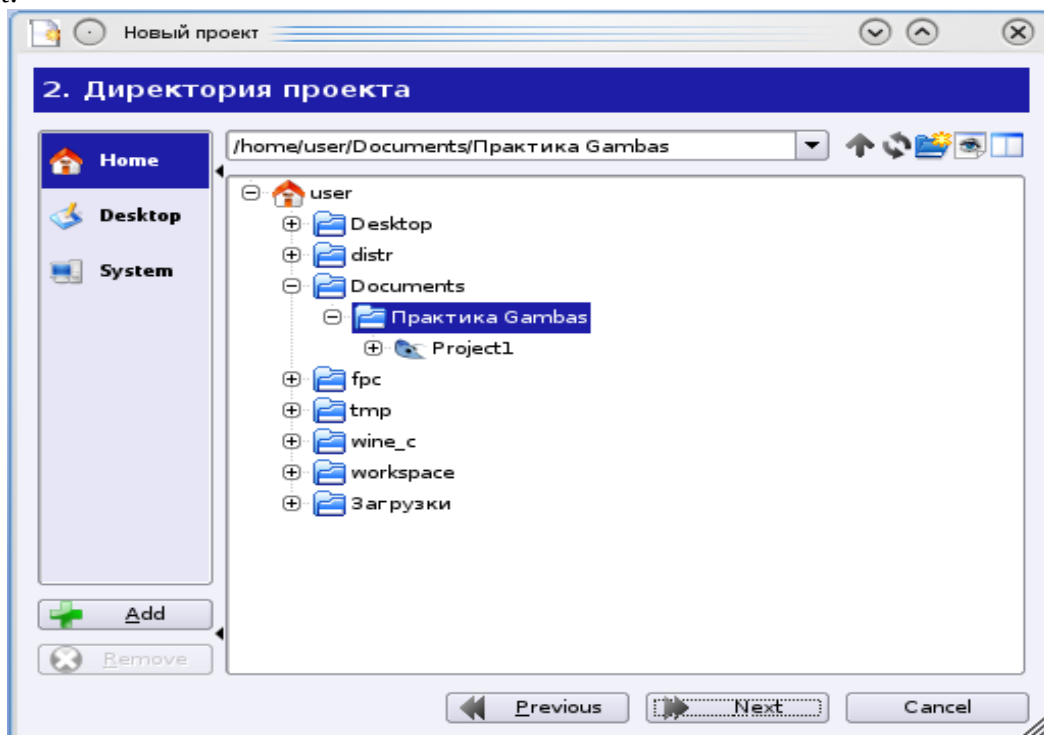 Новый проект
2. Директория проекта
Home
Desktop
System
/home/user/Documents/Практика Gambas
user
Desktop
distr
Documents
Практика Gambas
Project1
fpc
tmp
wine_c
workspace
Загрузки
Add
Remove
Previous
Next
Cancel